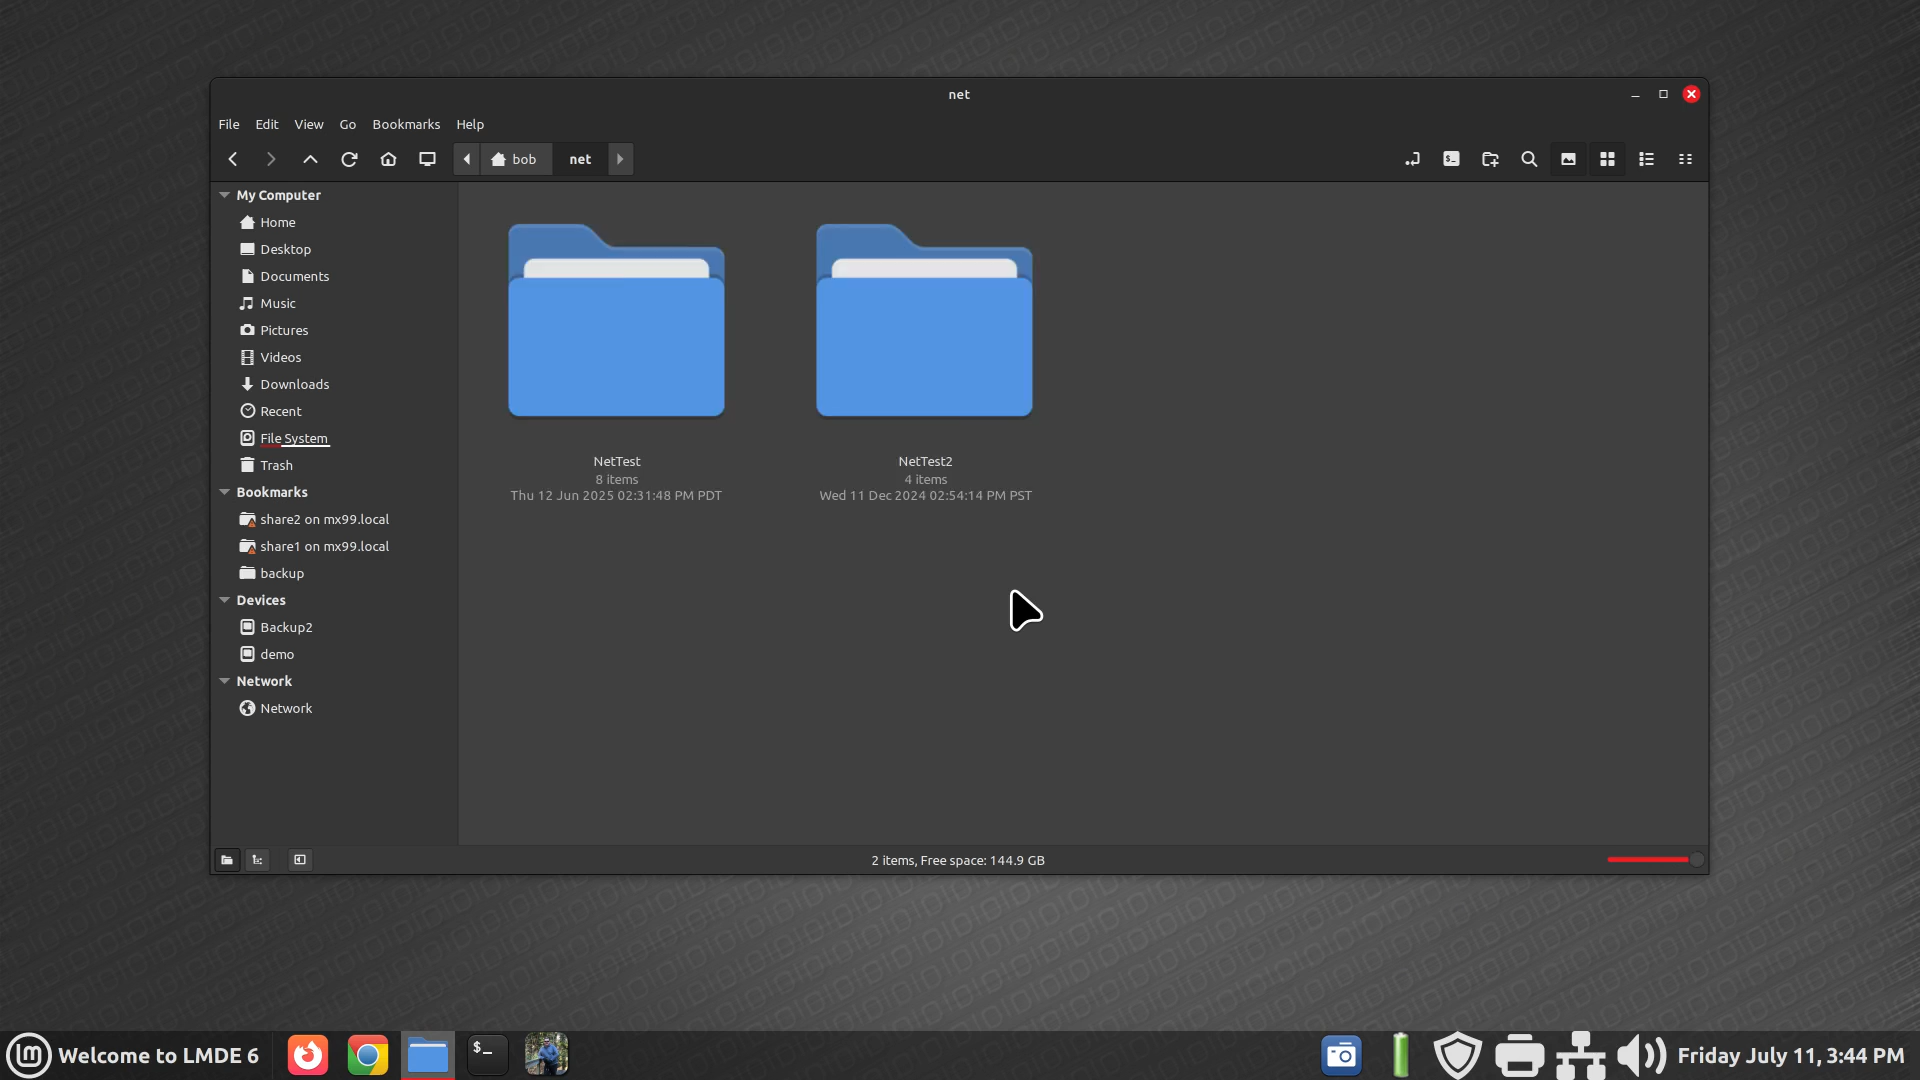 net
File Edit View Go Bookmarks Help
bob net
My Computer
Home
Desktop
Documents
Music
Pictures
Videos
Downloads
Recent
File System
Trash
Bookmarks
share2 on mx99.local
share1 on mx99.local
backup
Devices
Backup2
demo
Network
Network
NetTest
8 items
Thu 12 Jun 2025 02:31:48 PM PDT
NetTest2
4 items
Wed 11 Dec 2024 02:54:14 PM PST
2 items, Free space: 144.9 GB
Welcome to LMDE 6
$_
Friday July 11, 3:44 PM